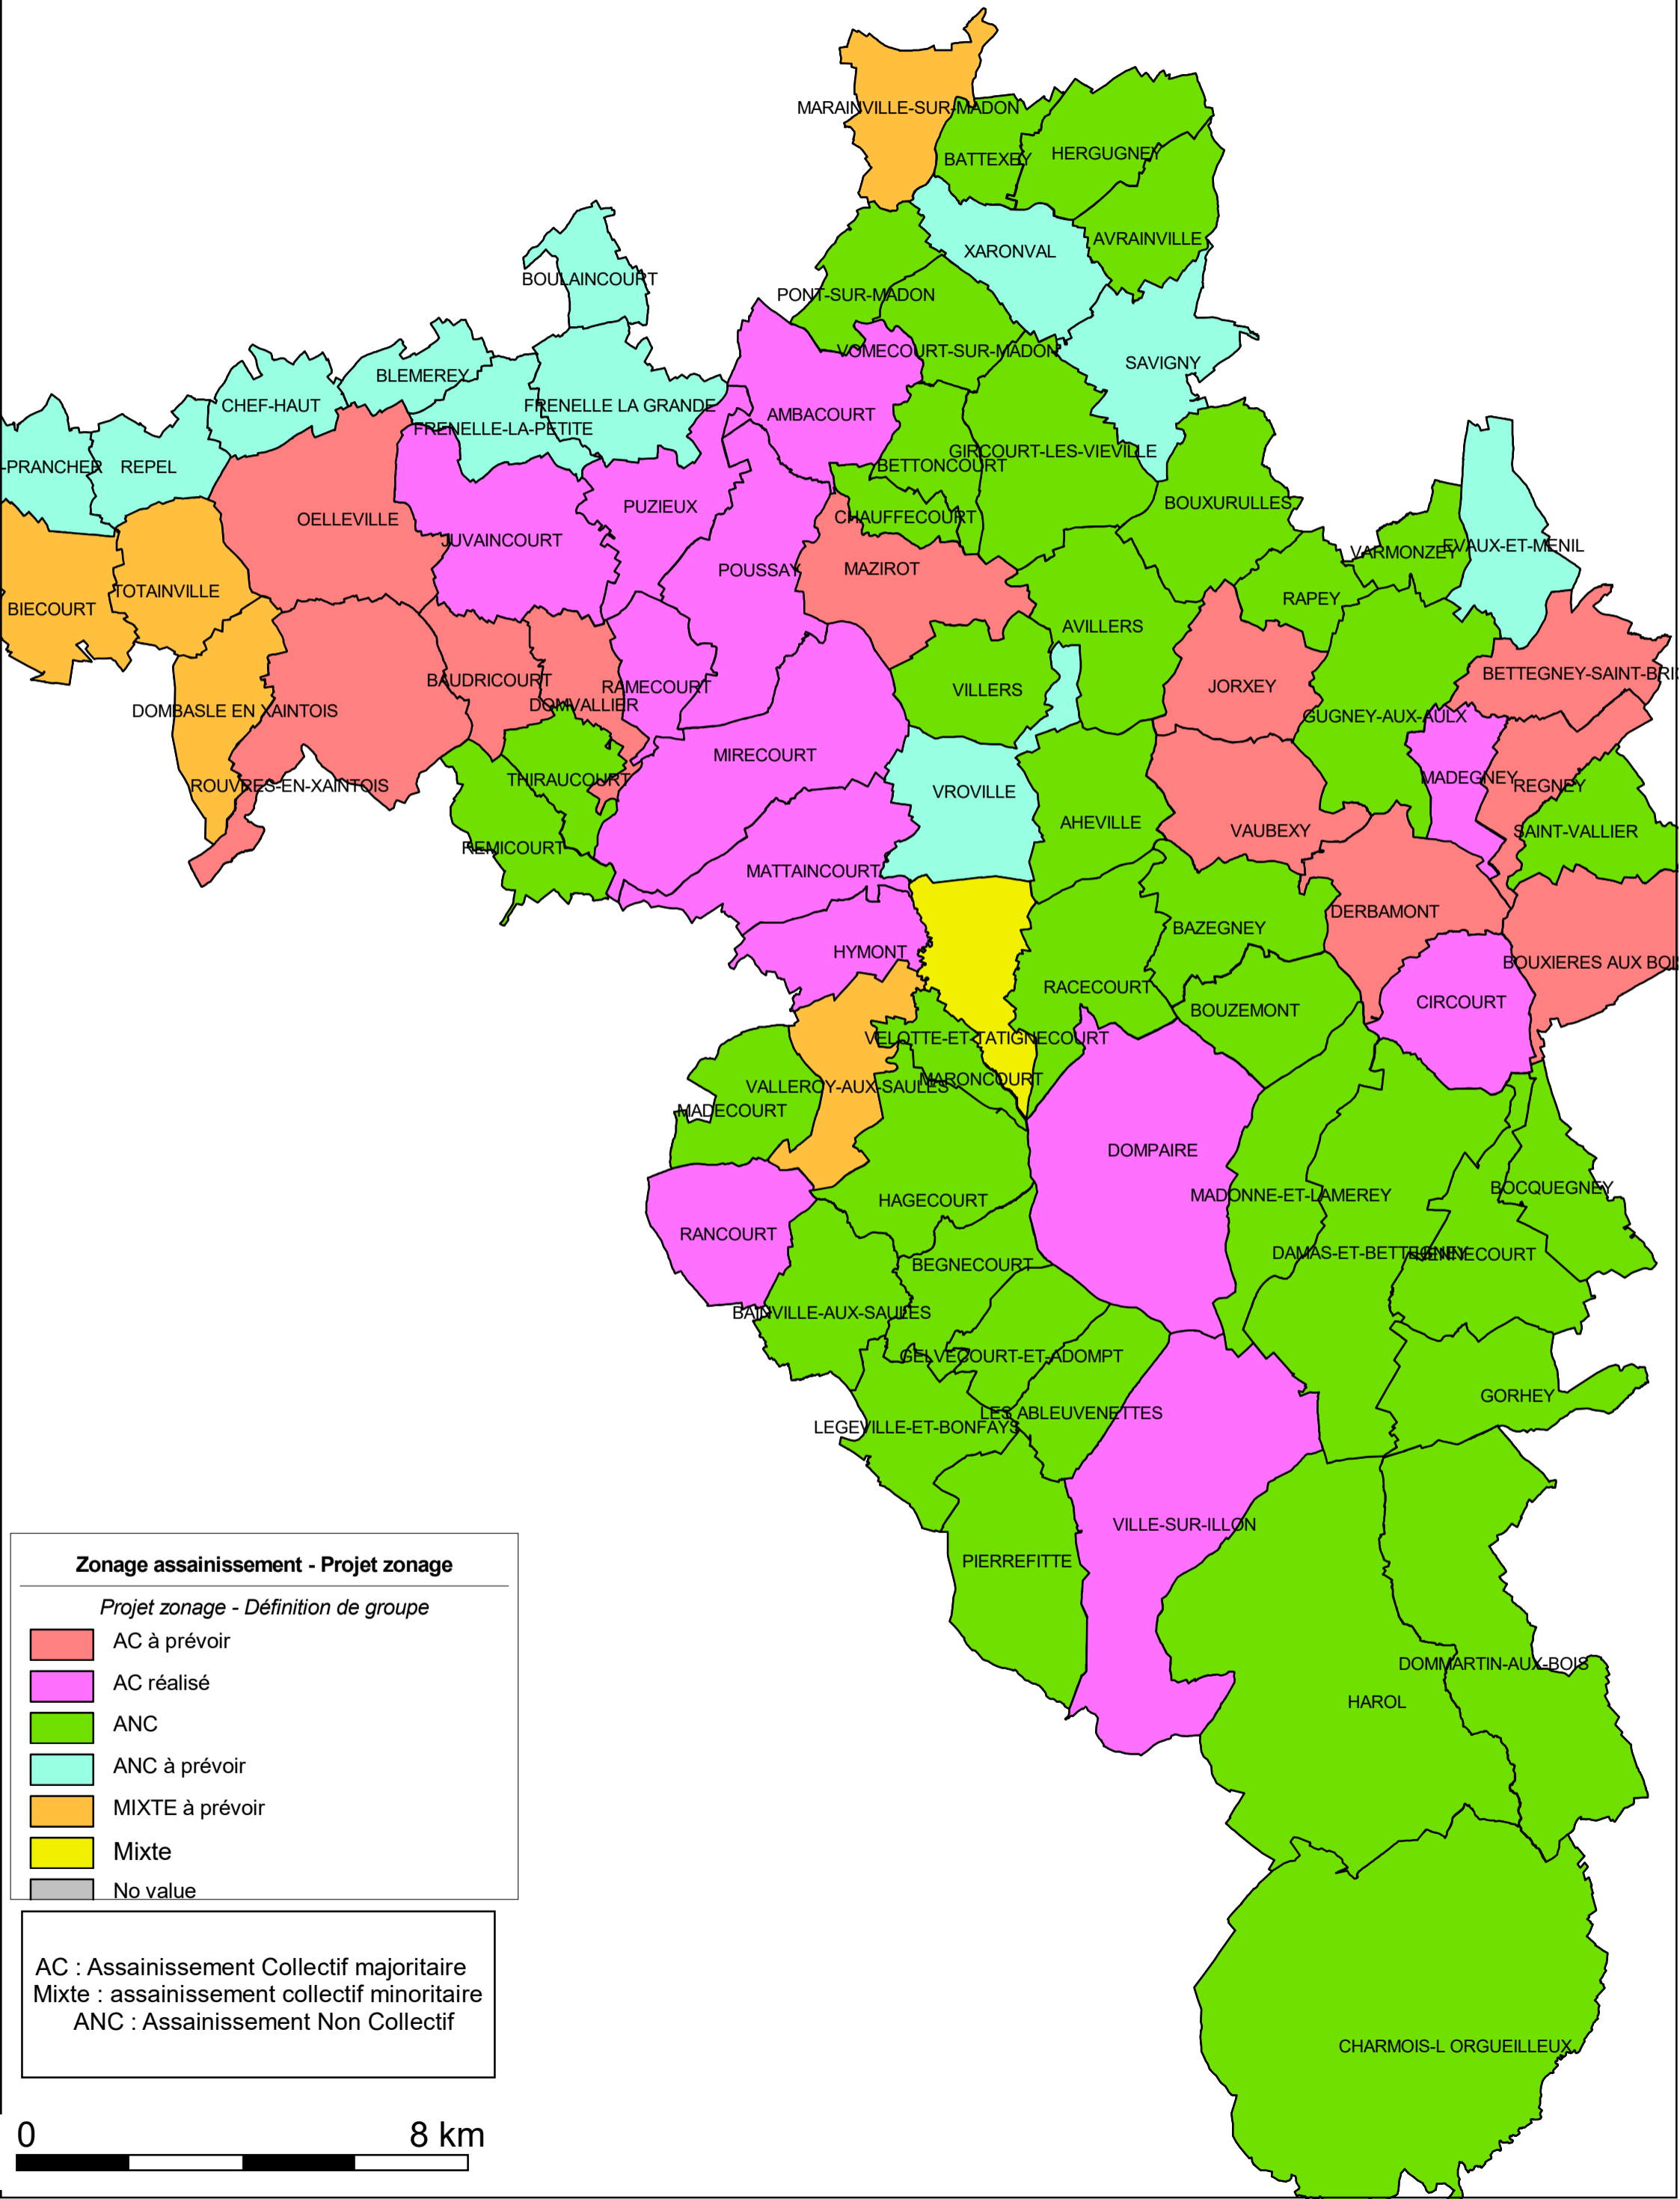 MARAINVILLE-SUR-MADON
BATTEXEY
HERGUGNEY
AVRAINVILLE
XARONVAL
BOULAINCOURT
PONT-SUR-MADON
VOMECOURT-SUR-MADON
SAVIGNY
BLEMEREY
CHEF-HAUT
FRENELLE LA GRANDE
AMBACOURT
FRENELLE-LA-PETITE
GIRCOURT-LES-VIEVILLE
-PRANCHER
REPEL
BETTONCOURT
BOUXURULLES
PUZIEUX
OELLEVILLE
CHAUFFECOURT
JUVAINCOURT
EVAUX-ET-MENIL
VARMONZEY
POUSSAY
MAZIROT
TOTAINVILLE
RAPEY
BIECOURT
AVILLERS
BETTEGNEY-SAINT-BRI
BAUDRICOURT
RAMECOURT
JORXEY
VILLERS
DOMVALLIER
DOMBASLE EN XAINTOIS
GUGNEY-AUX-AULX
MIRECOURT
THIRAUCOURT
MADEGNEY
ROUVRES-EN-XAINTOIS
REGNEY
VROVILLE
AHEVILLE
VAUBEXY
SAINT-VALLIER
REMICOURT
MATTAINCOURT
DERBAMONT
BAZEGNEY
HYMONT
BOUXIERES AUX BOI
RACECOURT
CIRCOURT
BOUZEMONT
VELOTTE-ET-TATIGNECOURT
MARONCOURT
VALLEROY-AUX-SAULES
MADECOURT
DOMPAIRE
BOCQUEGNEY
MADONNE-ET-LAMEREY
HAGECOURT
RANCOURT
DAMAS-ET-BETTEGNEY
HENNECOURT
BEGNECOURT
BAINVILLE-AUX-SAULES
GELVECOURT-ET-ADOMPT
GORHEY
LES ABLEUVENETTES
LEGEVILLE-ET-BONFAYS
VILLE-SUR-ILLON
PIERREFITTE
DOMMARTIN-AUX-BOIS
HAROL
CHARMOIS-L ORGUEILLEUX
Zonage assainissement - Projet zonage
Projet zonage - Définition de groupe
AC à prévoir
AC réalisé
ANC
ANC à prévoir
MIXTE à prévoir
Mixte
No value
AC : Assainissement Collectif majoritaire
Mixte : assainissement collectif minoritaire
ANC : Assainissement Non Collectif
0 8 km